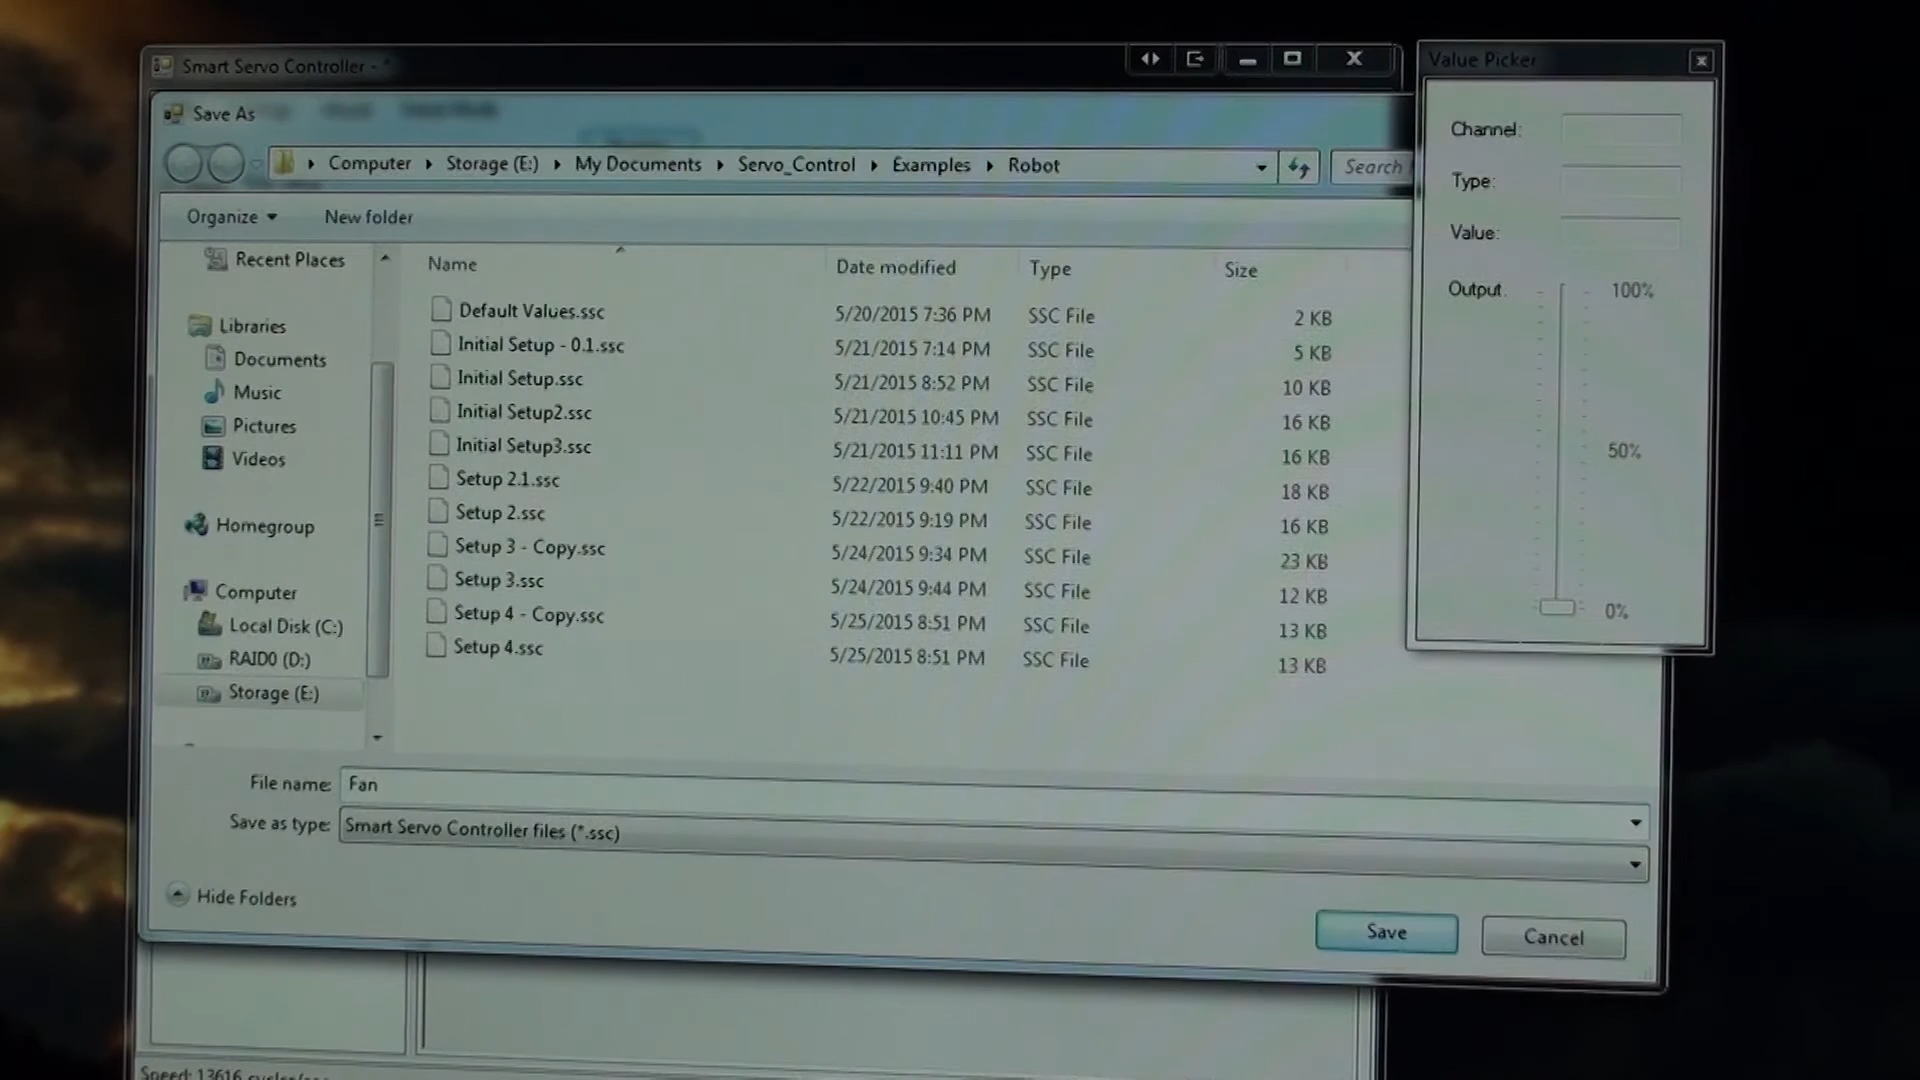 Smart Servo Controller - *
Value Picker
Save As
Computer Storage (E:) My Documents Servo_Control Examples Robot
Search
Organize
New folder
Name
Date modified
Type
Size
Recent Places
Libraries
Documents
Music
Pictures
Videos
Homegroup
Computer
Local Disk (C:)
RAID0 (D:)
Storage (E:)
Default Values.ssc 5/20/2015 7:36 PM SSC File 2 KB
Initial Setup - 0.1.ssc 5/21/2015 7:14 PM SSC File 5 KB
Initial Setup.ssc 5/21/2015 8:52 PM SSC File 10 KB
Initial Setup2.ssc 5/21/2015 10:45 PM SSC File 16 KB
Initial Setup3.ssc 5/21/2015 11:11 PM SSC File 16 KB
Setup 2.1.ssc 5/22/2015 9:40 PM SSC File 18 KB
Setup 2.ssc 5/22/2015 9:19 PM SSC File 16 KB
Setup 3 - Copy.ssc 5/24/2015 9:34 PM SSC File 23 KB
Setup 3.ssc 5/24/2015 9:44 PM SSC File 12 KB
Setup 4 - Copy.ssc 5/25/2015 8:51 PM SSC File 13 KB
Setup 4.ssc 5/25/2015 8:51 PM SSC File 13 KB
File name: Fan
Save as type: Smart Servo Controller files (*.ssc)
Hide Folders
Save
Cancel
Channel:
Type:
Value:
Output:
100%
50%
0%
Speed: 13616